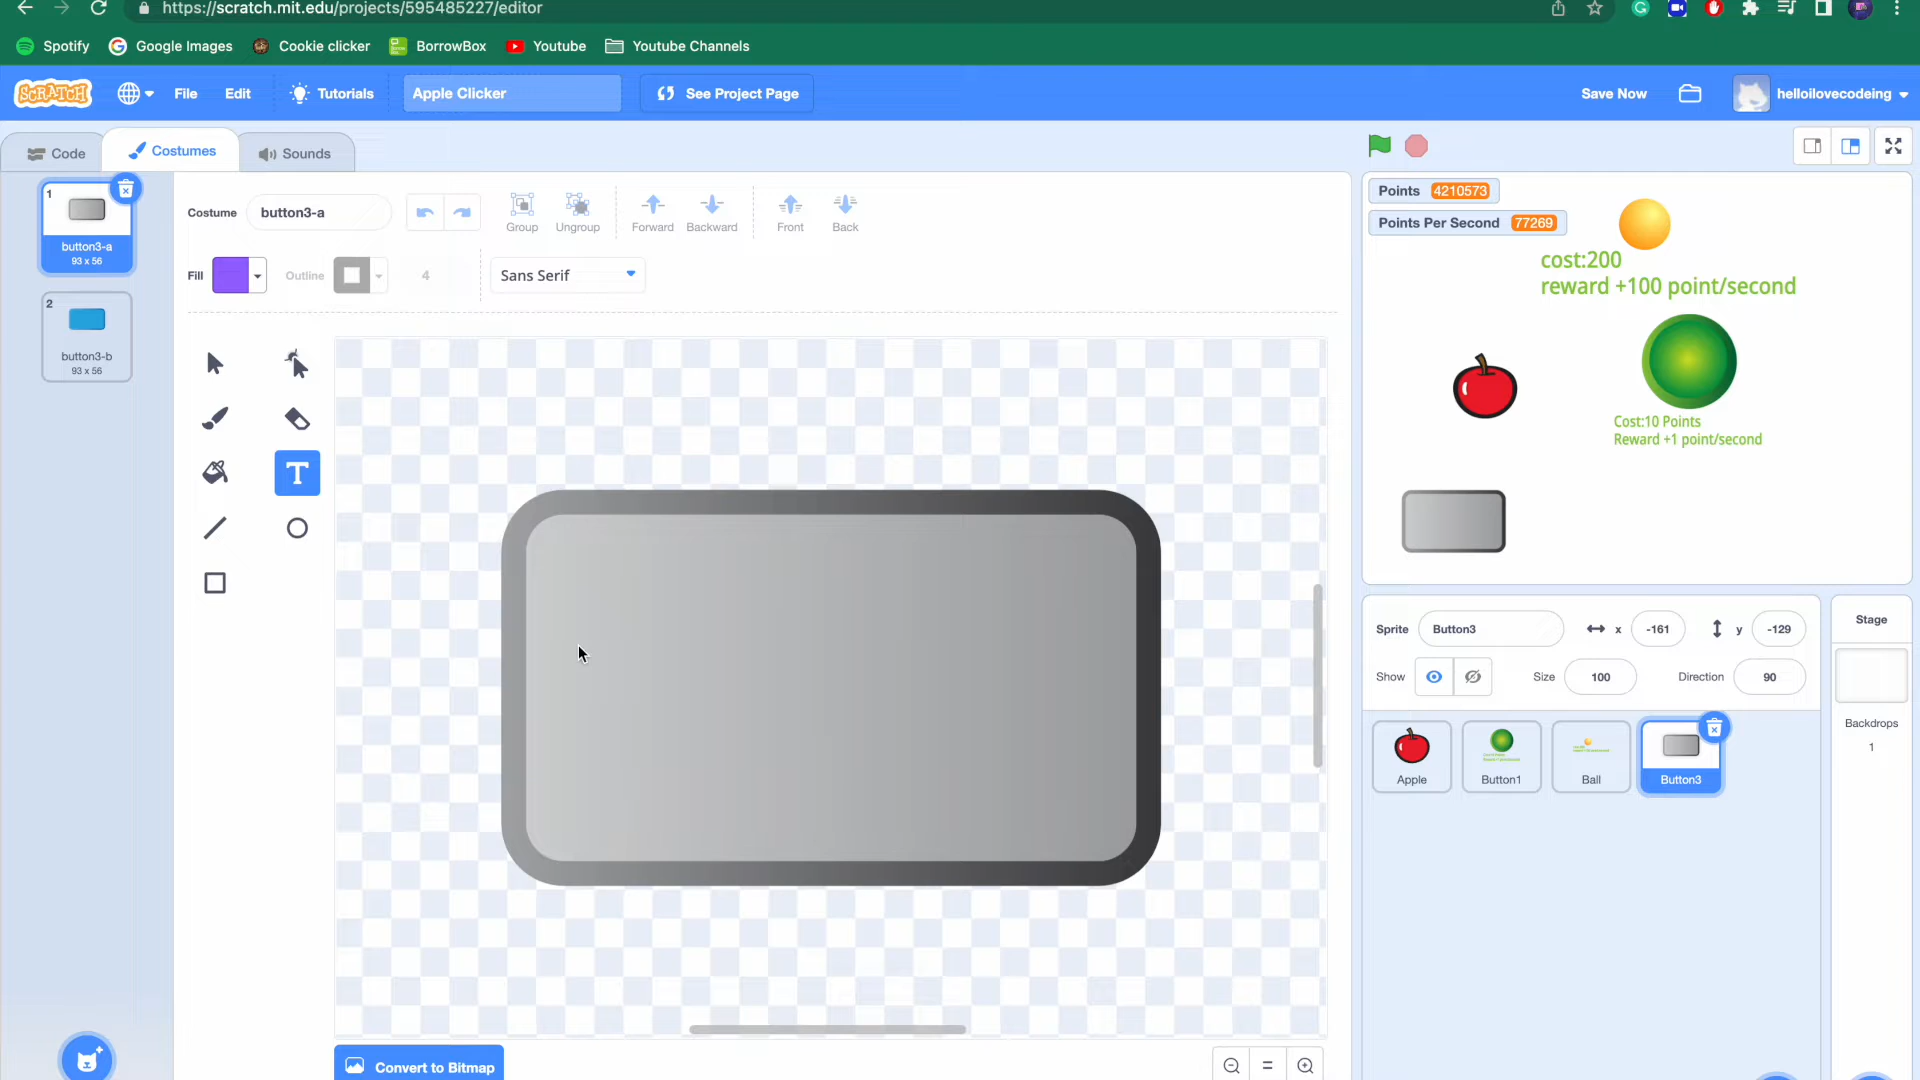 https://scratch.mit.edu/projects/595485227/editor
Spotify Google Images Cookie clicker BorrowBox Youtube Youtube Channels
SCRATCH File Edit Tutorials Apple Clicker See Project Page Save Now helloilovecodeing
Code Costumes Sounds
1
button3-a
93 x 56
2
button3-b
93 x 56
Costume button3-a Group Ungroup Forward Backward Front Back
Fill Outline 4 Sans Serif
T
Convert to Bitmap
Points 4210573
Points Per Second 77269
cost:200
reward +100 point/second
Cost:10 Points
Reward +1 point/second
Sprite Button3 x -161 y -129
Show Size 100 Direction 90
Apple Button1 Ball Button3
Stage
Backdrops
1